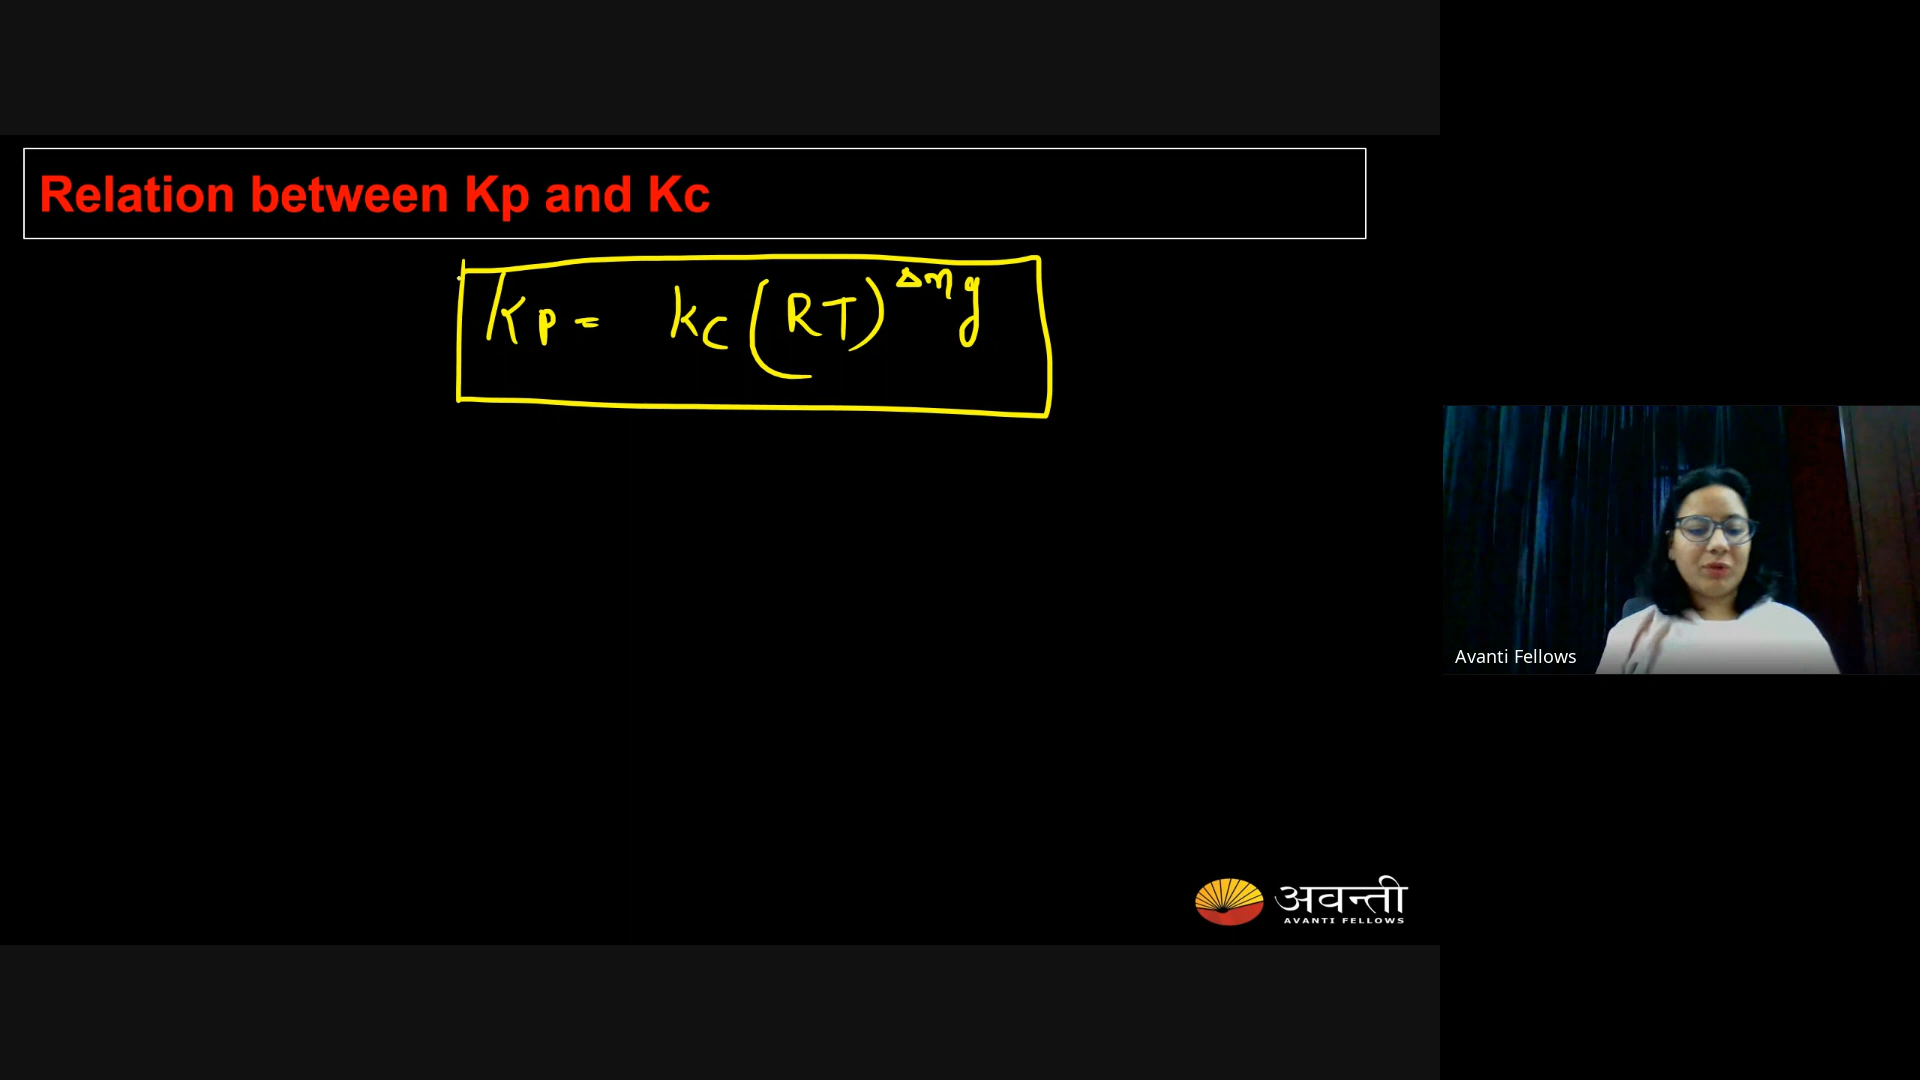 Relation between Kp and Kc
Kp = kc (RT)^Δng
Avanti Fellows
अवन्ती
AVANTI FELLOWS